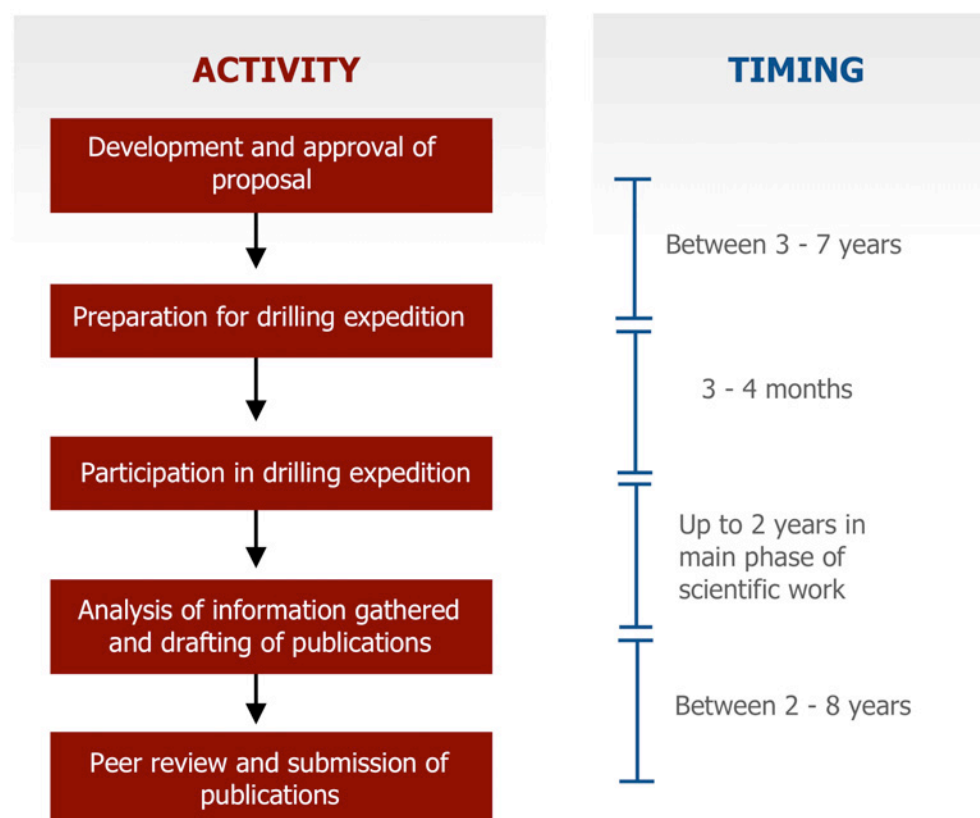 ACTIVITY
Development and approval of
proposal
Preparation for drilling expedition
Participation in drilling expedition
Analysis of information gathered
and drafting of publications
Peer review and submission of
publications
TIMING
Between 3 - 7 years
3 - 4 months
Up to 2 years in
main phase of
scientific work
Between 2 - 8 years